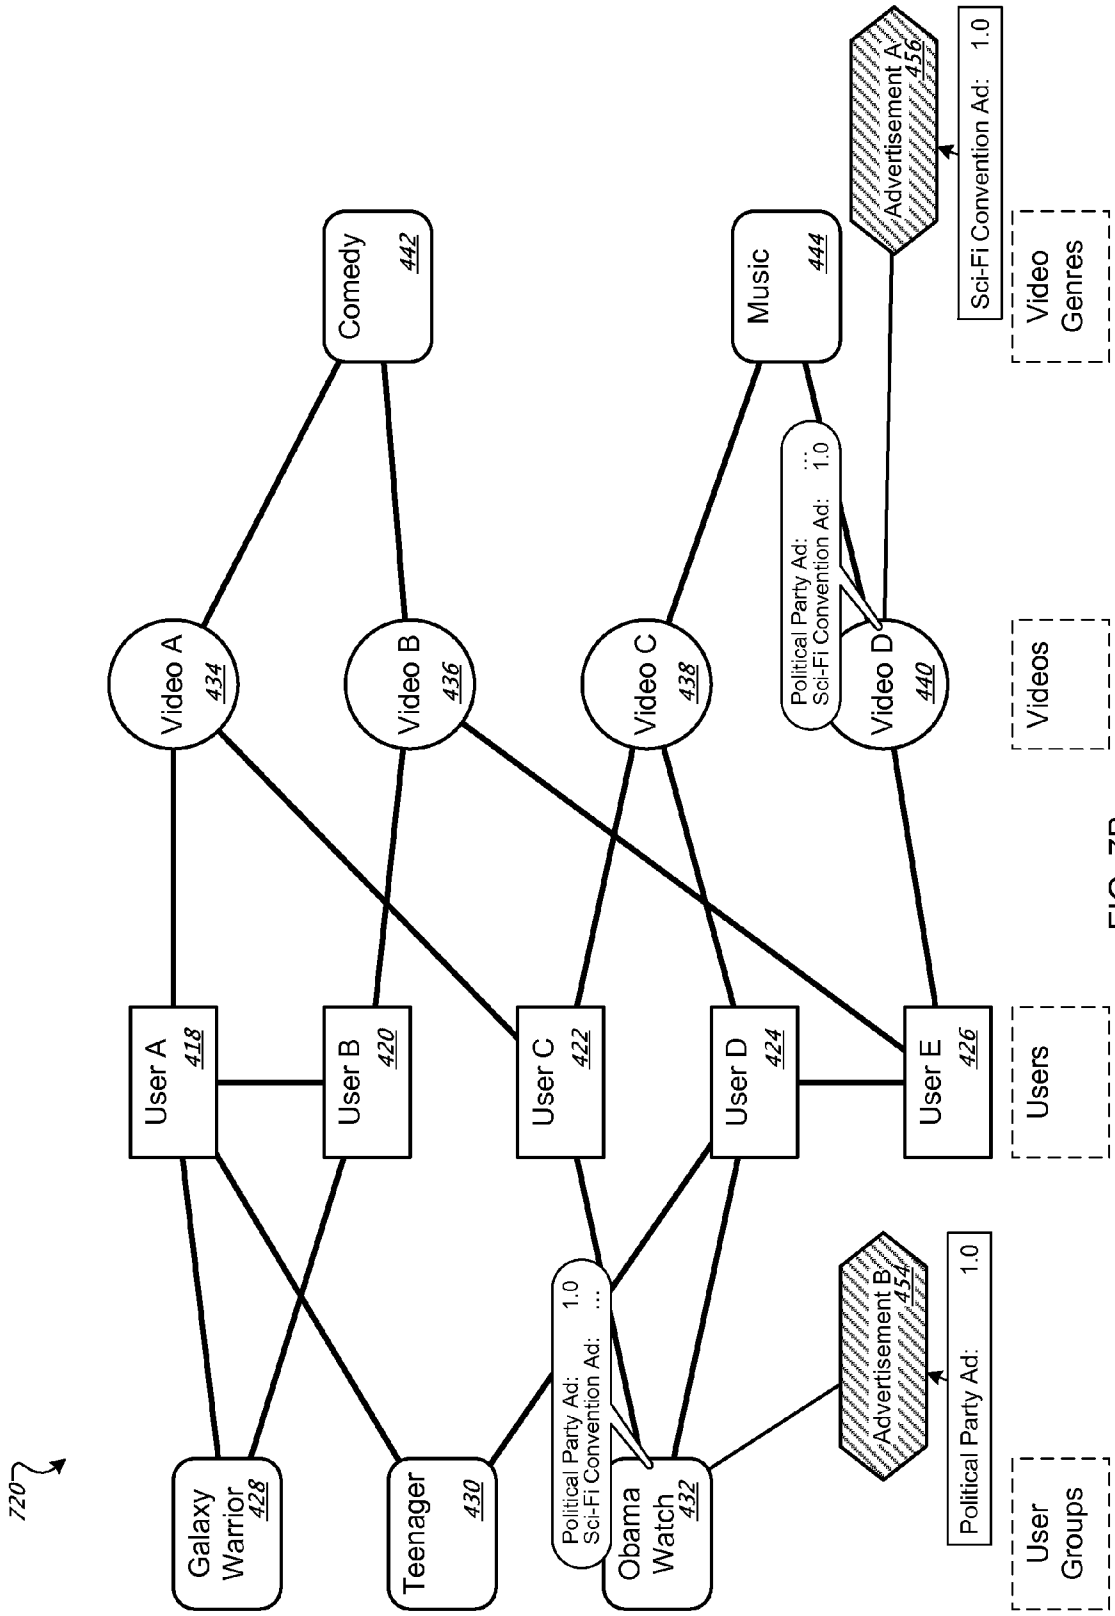 720
Galaxy
Warrior
428
User A
418
Video A
434
Teenager
430
User B
420
Video B
436
Comedy
442
Political Party Ad: 1.0
Sci-Fi Convention Ad: ...
Obama
Watch
432
User C
422
Video C
438
User D
424
Music
444
Political Party Ad: ...
Sci-Fi Convention Ad: 1.0
Advertisement B
454
Political Party Ad: 1.0
User E
426
Video D
440
Advertisement A
456
Sci-Fi Convention Ad: 1.0
User
Groups
Users
Videos
Video
Genres
FIG.